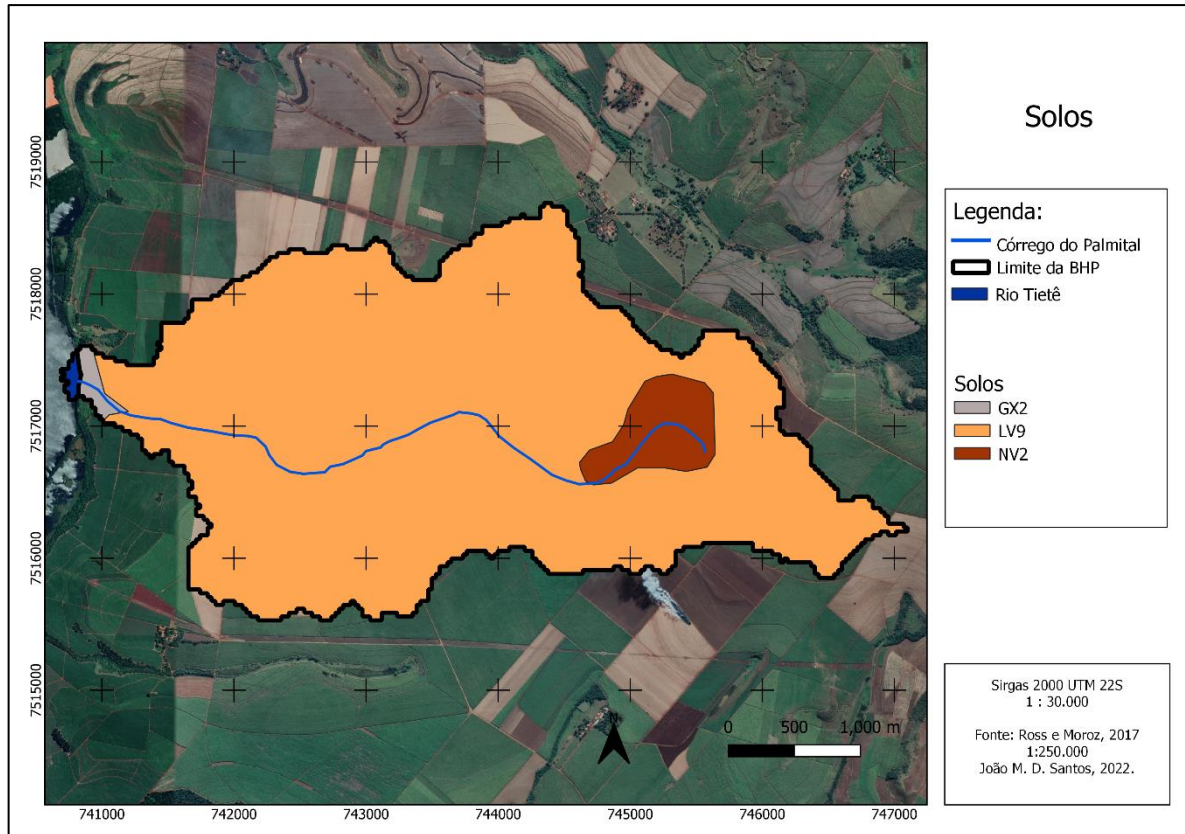 Solos
Legenda:
Córrego do Palmital
Limite da BHP
Rio Tietê
Solos
GX2
LV9
NV2
Sirgas 2000 UTM 22S
1 : 30.000
Fonte: Ross e Moroz, 2017
1:250.000
João M. D. Santos, 2022.
7519000
7518000
7517000
7516000
7515000
N
0 500 1,000 m
741000 742000 743000 744000 745000 746000 747000